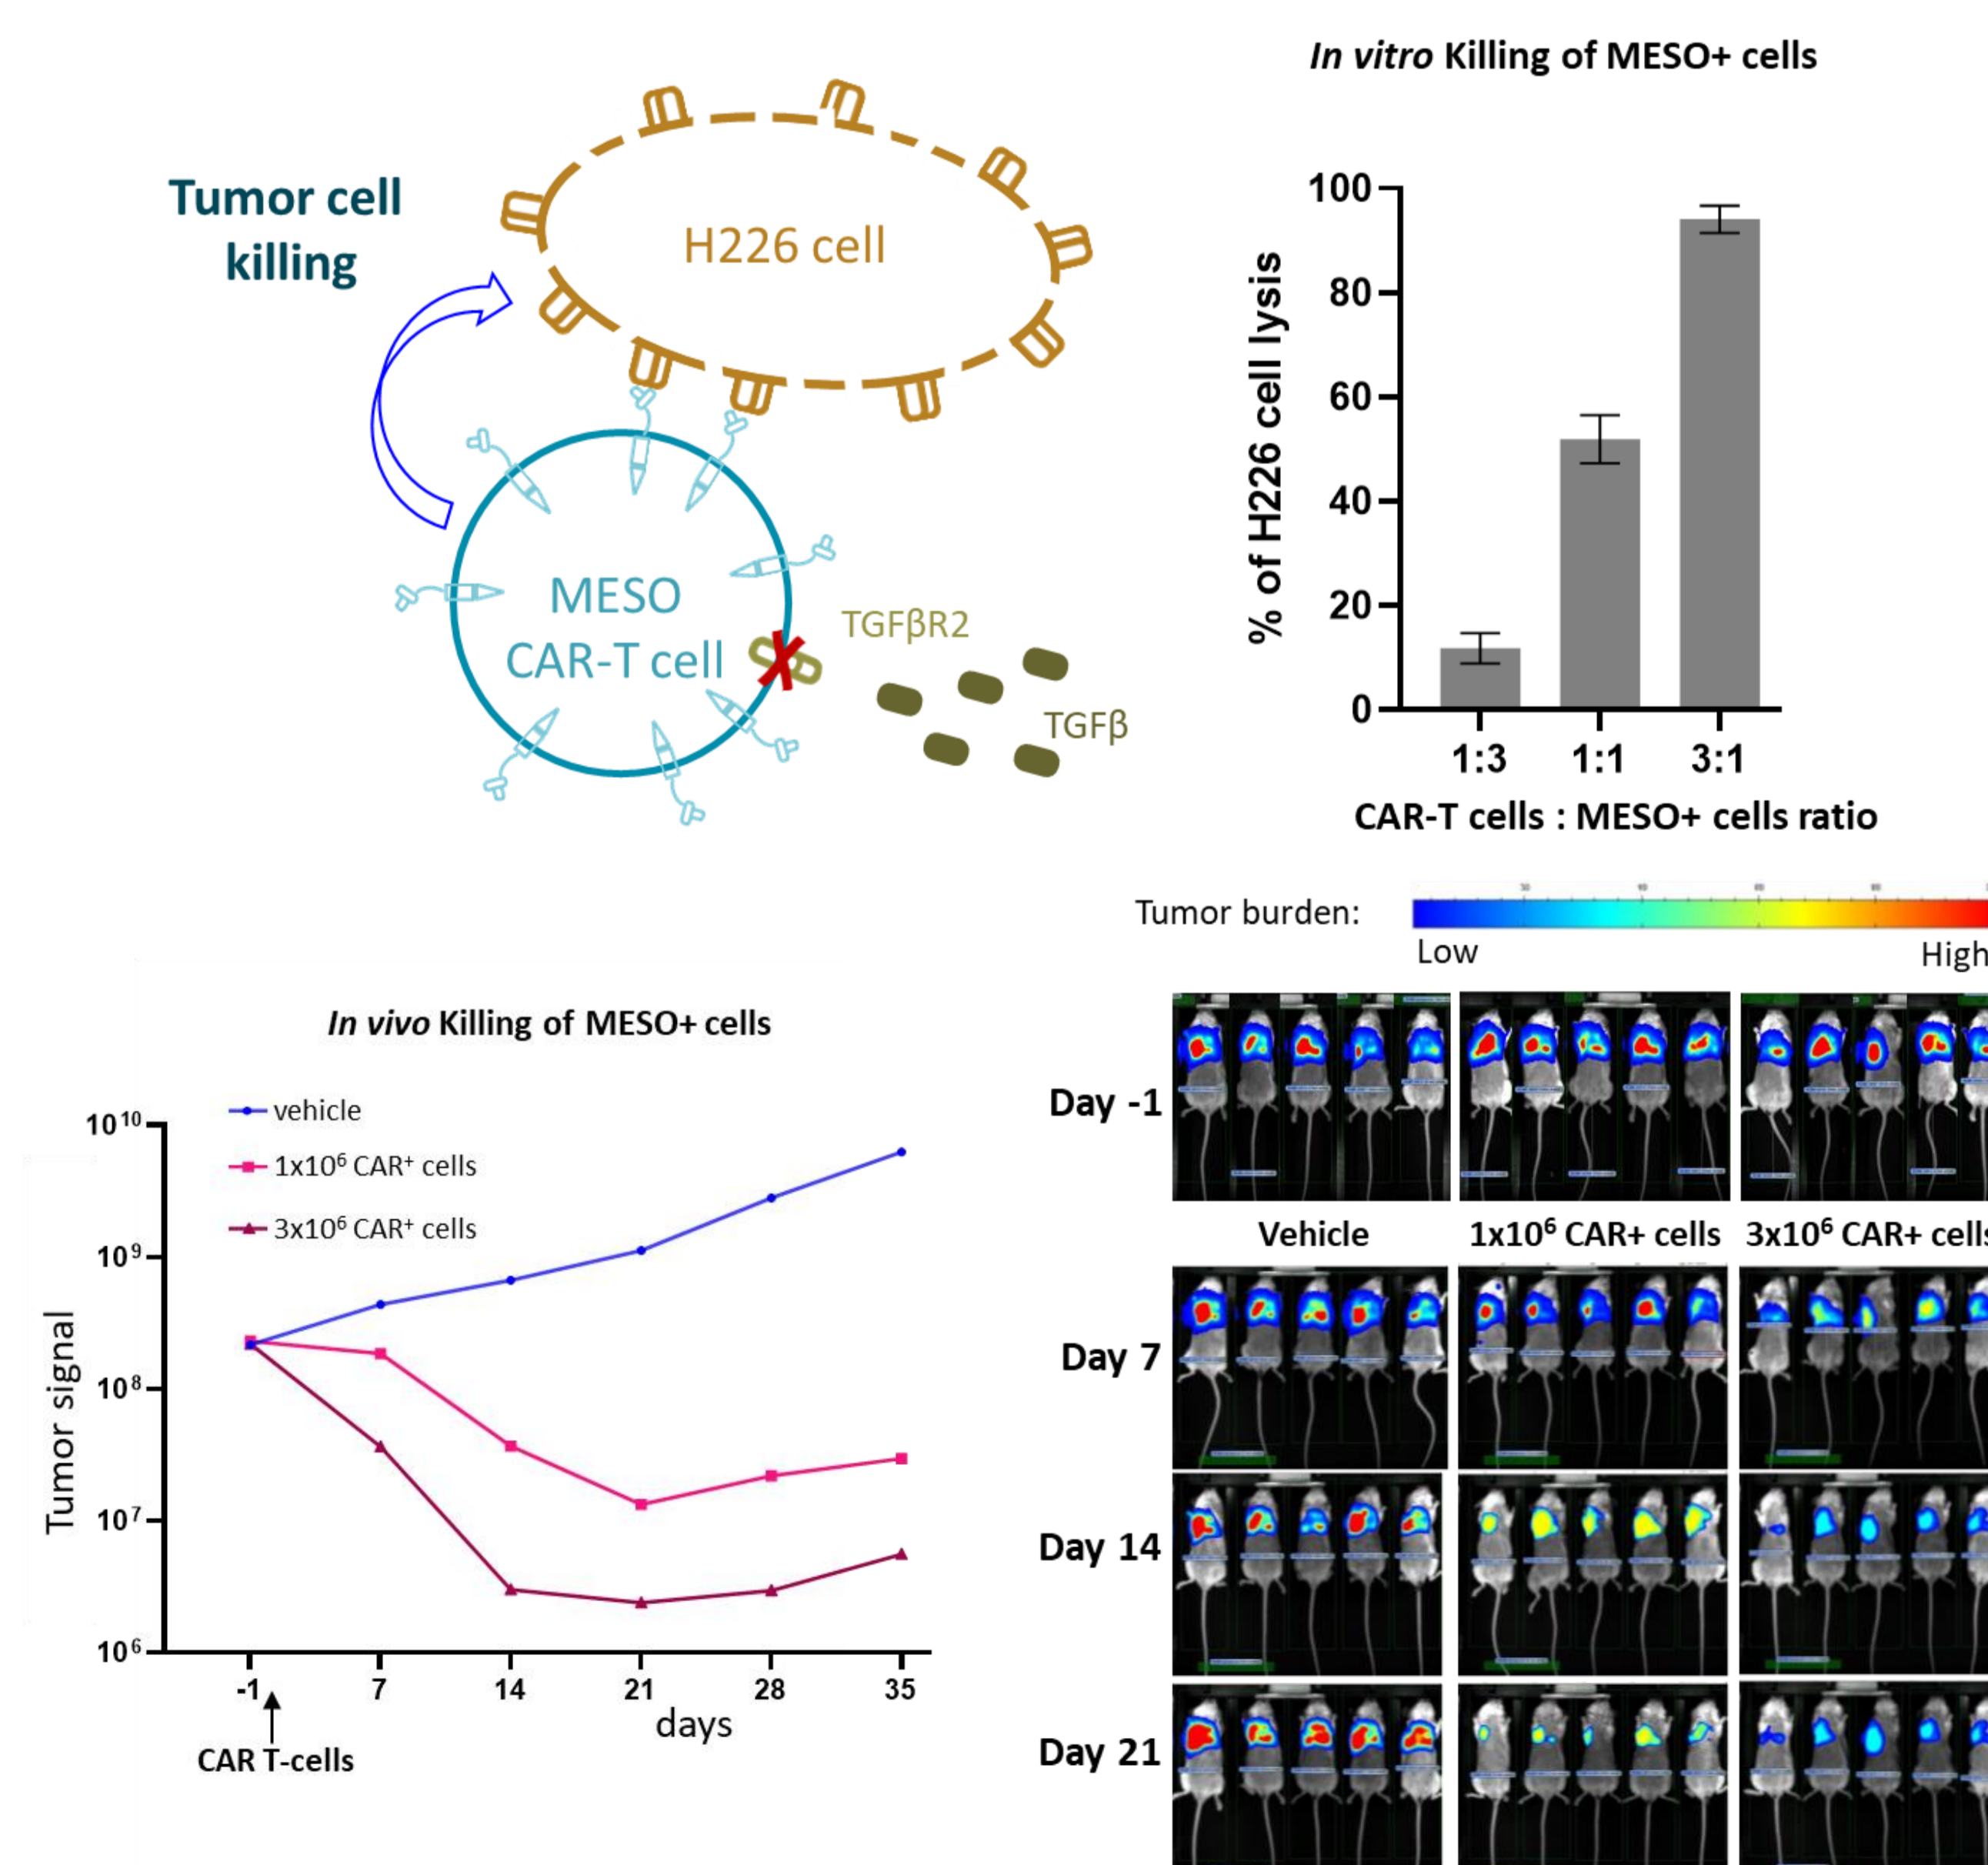 Tumor cell
killing
H226 cell
MESO
CAR-T cell
TGFβR2
TGFβ
In vitro Killing of MESO+ cells
% of H226 cell lysis
100
80
60
40
20
0
1:3 1:1 3:1
CAR-T cells : MESO+ cells ratio
In vivo Killing of MESO+ cells
vehicle
1x10⁶ CAR⁺ cells
3x10⁶ CAR⁺ cells
Tumor signal
10¹⁰
10⁹
10⁸
10⁷
10⁶
-1 7 14 21 28 35
days
CAR T-cells
Tumor burden:
Low High
Day -1
Vehicle 1x10⁶ CAR+ cells 3x10⁶ CAR+ cells
Day 7
Day 14
Day 21